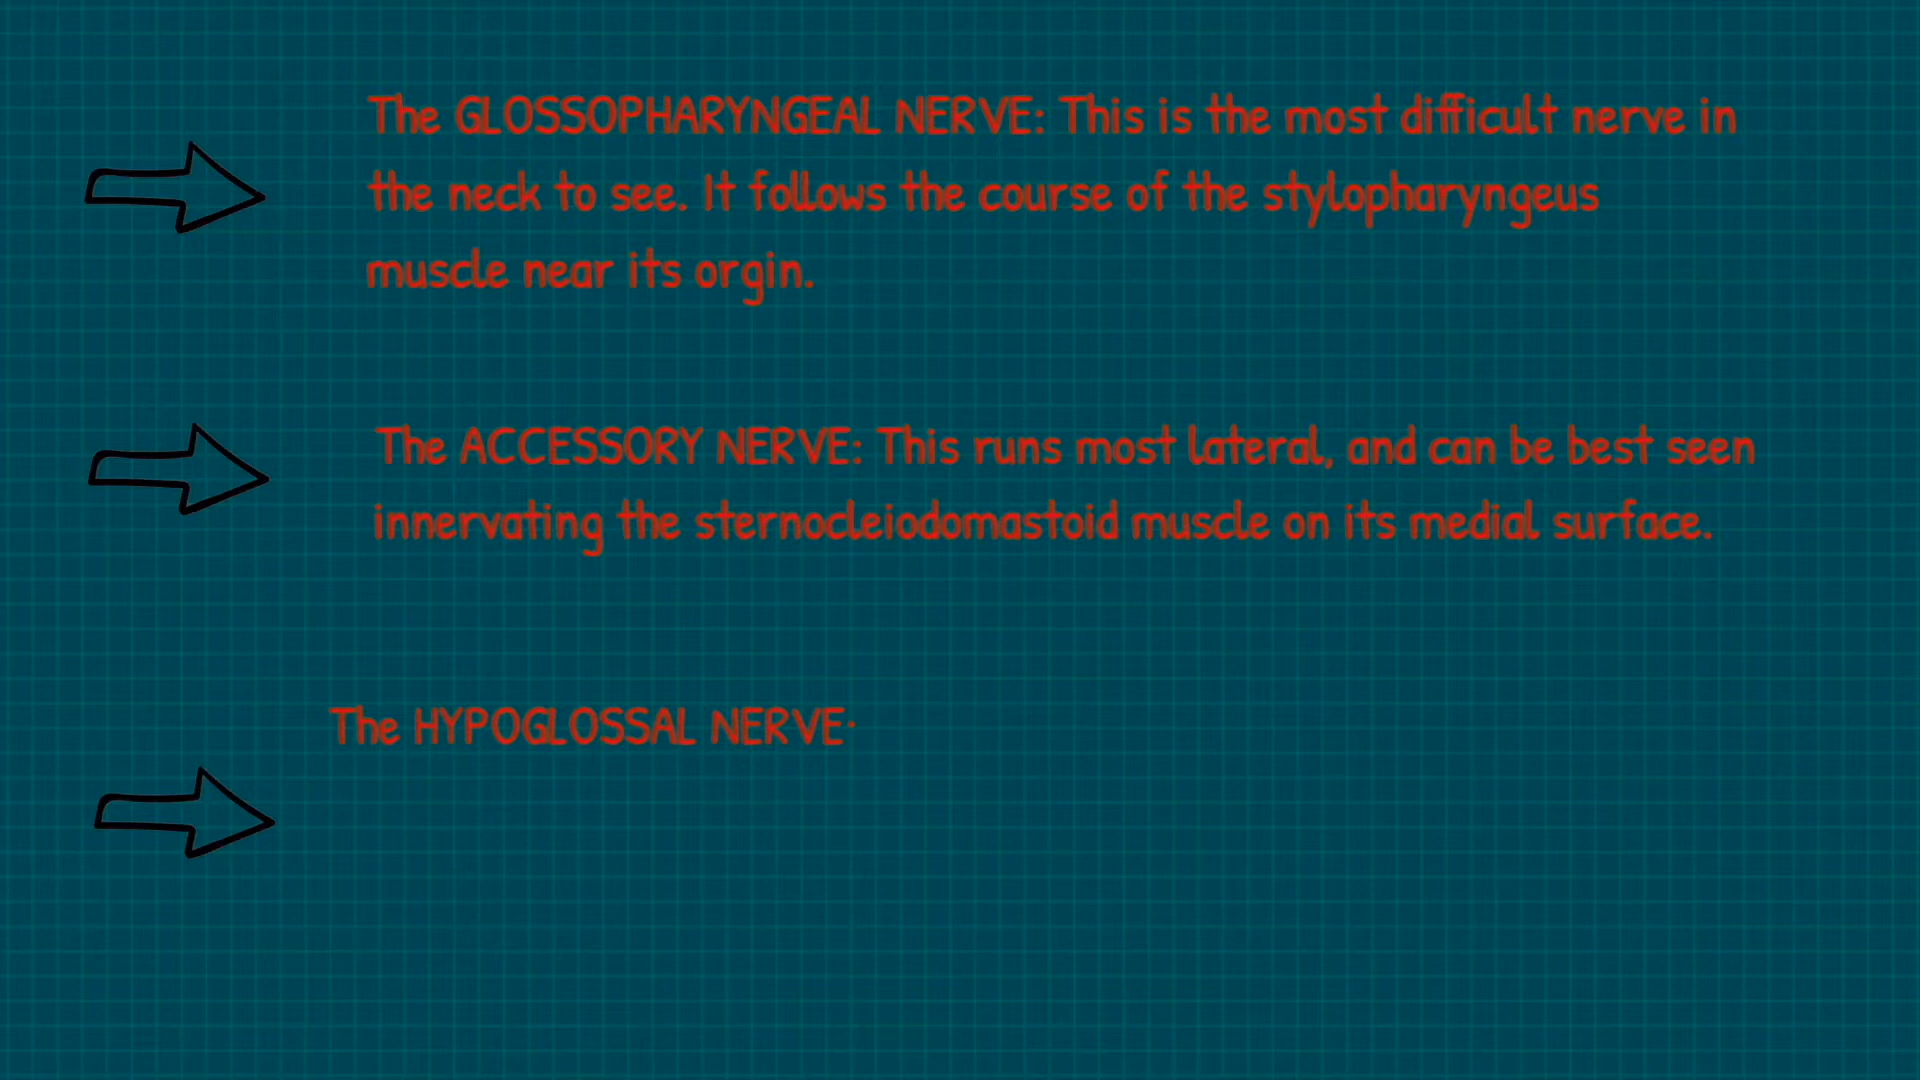 The GLOSSOPHARYNGEAL NERVE: This is the most difficult nerve in
the neck to see. It follows the course of the stylopharyngeus
muscle near its orgin.
The ACCESSORY NERVE: This runs most lateral, and can be best seen
innervating the sternocleiodomastoid muscle on its medial surface.
The HYPOGLOSSAL NERVE·